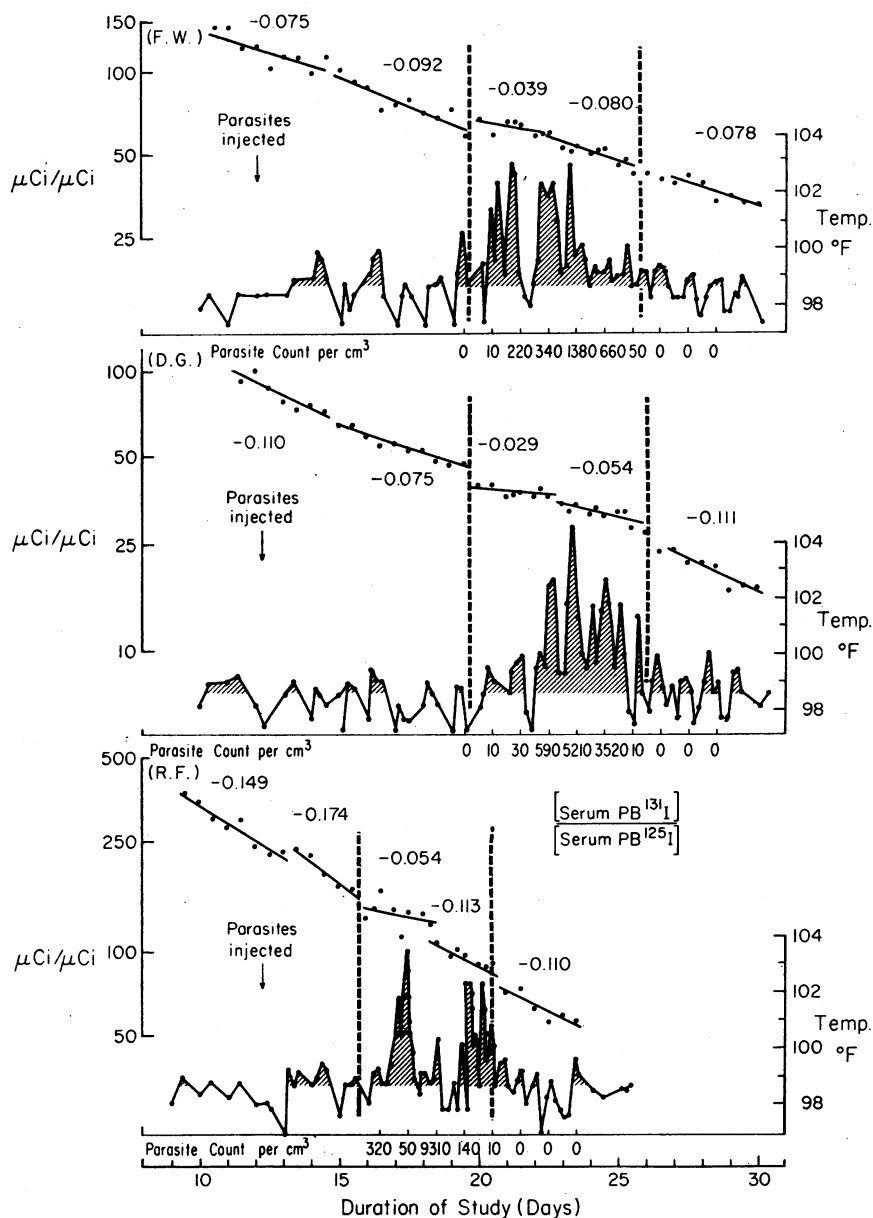 150
-0.075
(F.W.)
100
-0.092
-0.039
-0.080
-0.078
Parasites
injected
50
μCi/μCi
25
104
102
Temp.
100 °F
98
Parasite Count per cm³
0 10 220 340 1380 660 50 0 0 0
(D.G.)
100
-0.110
-0.075
-0.029
-0.054
-0.111
50
Parasites
injected
μCi/μCi
25
10
104
102
Temp.
100 °F
98
Parasite Count per cm³
0 10 30 590 5210 3520 10 0 0 0
500
(R.F.)
-0.149
-0.174
-0.054
-0.113
-0.110
[Serum PB¹³¹I]
[Serum PB¹²⁵I]
250
Parasites
injected
μCi/μCi
100
50
104
102
Temp.
100 °F
98
Parasite Count per cm³
320 50 9310 140 10 0 0 0
10 15 20 25 30
Duration of Study (Days)